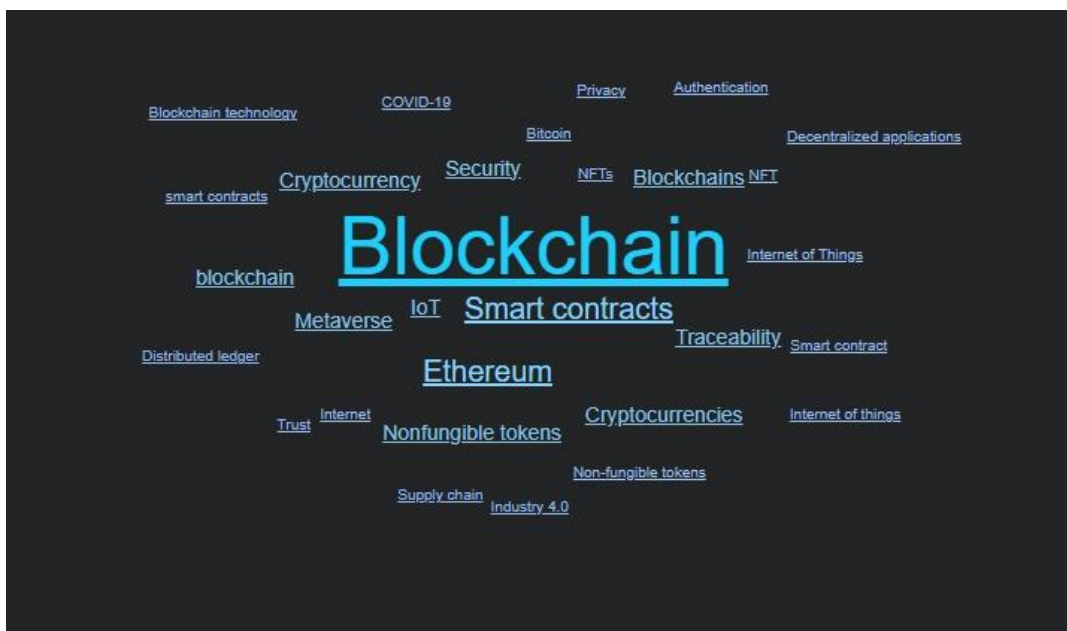 Privacy
Authentication
COVID-19
Blockchain technology
Bitcoin
Decentralized applications
Security
NFTs
Blockchains
NFT
Cryptocurrency
smart contracts
Blockchain
Internet of Things
blockchain
IoT
Smart contracts
Metaverse
Traceability
Smart contract
Distributed ledger
Ethereum
Internet
Cryptocurrencies
Internet of things
Trust
Nonfungible tokens
Non-fungible tokens
Supply chain
Industry 4.0